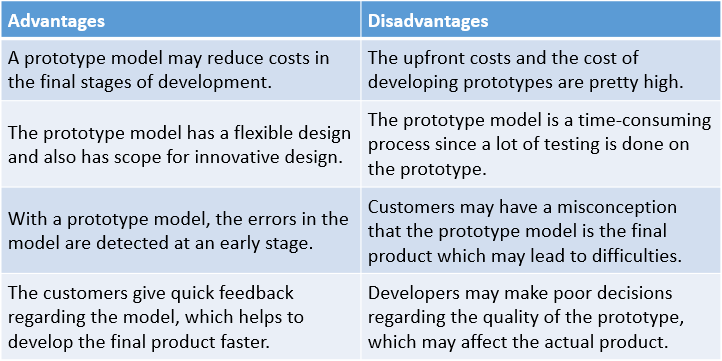 Advantages
Disadvantages
A prototype model may reduce costs in
the final stages of development.
The upfront costs and the cost of
developing prototypes are pretty high.
The prototype model has a flexible design
and also has scope for innovative design.
The prototype model is a time-consuming
process since a lot of testing is done on
the prototype.
With a prototype model, the errors in the
model are detected at an early stage.
Customers may have a misconception
that the prototype model is the final
product which may lead to difficulties.
The customers give quick feedback
regarding the model, which helps to
develop the final product faster.
Developers may make poor decisions
regarding the quality of the prototype,
which may affect the actual product.